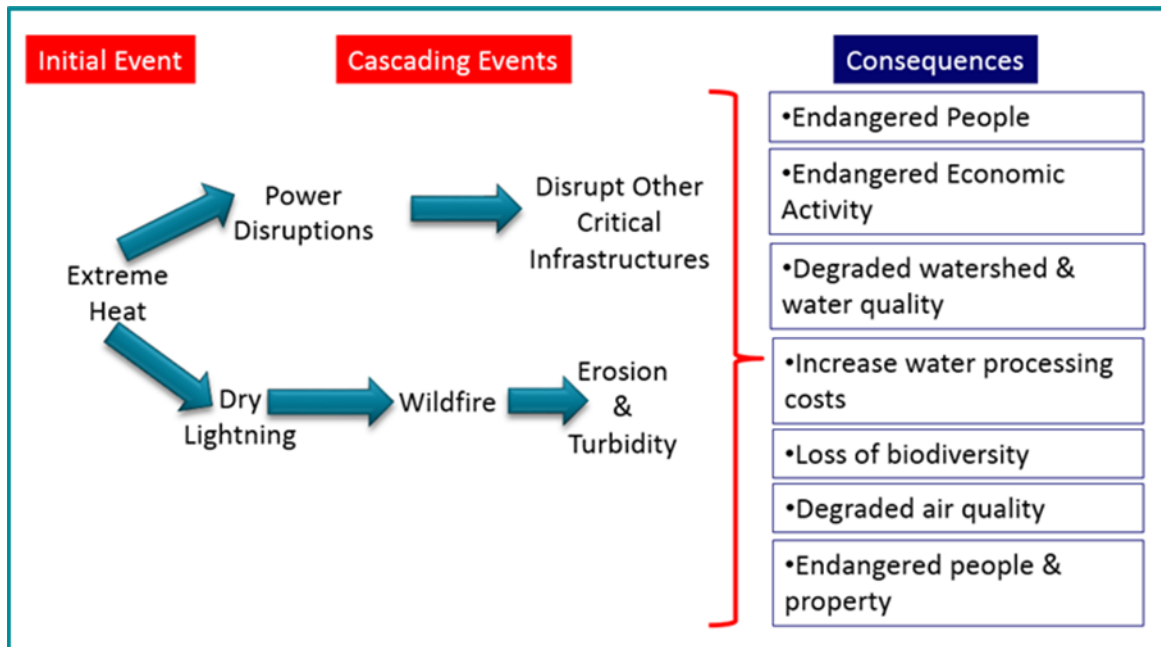 Initial Event
Cascading Events
Consequences
Power
Disruptions
Disrupt Other
Critical
Infrastructures
Extreme
Heat
Dry
Lightning
Wildfire
Erosion
&
Turbidity
•Endangered People
•Endangered Economic
Activity
•Degraded watershed &
water quality
•Increase water processing
costs
•Loss of biodiversity
•Degraded air quality
•Endangered people &
property